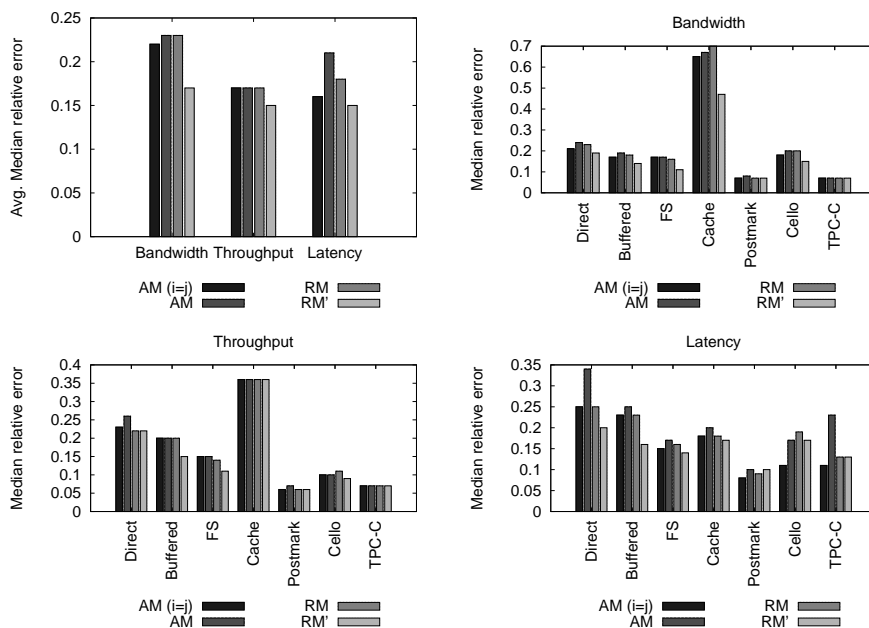 Avg. Median relative error
0.25
0.2
0.15
0.1
0.05
0
Bandwidth Throughput Latency
AM (i=j)
AM
RM
RM'
Bandwidth
Median relative error
0.7
0.6
0.5
0.4
0.3
0.2
0.1
0
Direct
Buffered
FS
Cache
Postmark
Cello
TPC-C
AM (i=j)
AM
RM
RM'
Throughput
Median relative error
0.4
0.35
0.3
0.25
0.2
0.15
0.1
0.05
0
Direct
Buffered
FS
Cache
Postmark
Cello
TPC-C
AM (i=j)
AM
RM
RM'
Latency
Median relative error
0.35
0.3
0.25
0.2
0.15
0.1
0.05
0
Direct
Buffered
FS
Cache
Postmark
Cello
TPC-C
AM (i=j)
AM
RM
RM'